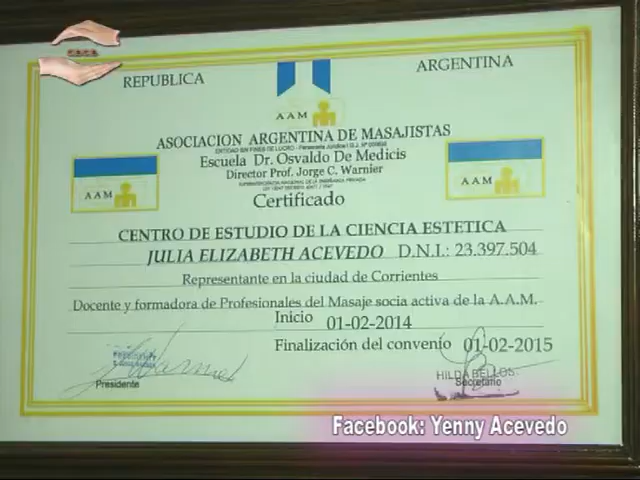 REPUBLICA
ARGENTINA
AAM
ASOCIACION ARGENTINA DE MASAJISTAS
Escuela Dr. Osvaldo De Medicis
Director Prof. Jorge C. Warnier
Certificado
AAM
AAM
CENTRO DE ESTUDIO DE LA CIENCIA ESTETICA
JULIA ELIZABETH ACEVEDO D.N.I.: 23.397.504
Representante en la ciudad de Corrientes
Docente y formadora de Profesionales del Masaje socia activa de la A.A.M.
Inicio 01-02-2014
Finalización del convenio 01-02-2015
Presidente
HILDA BELLOS
Secretario
Facebook: Yenny Acevedo